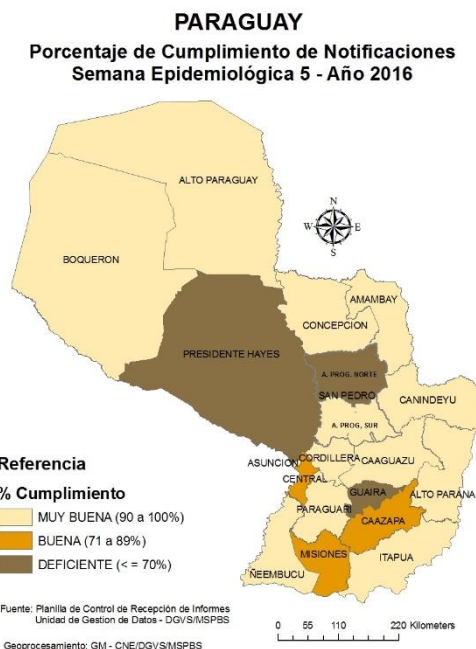 PARAGUAY
Porcentaje de Cumplimiento de Notificaciones
Semana Epidemiológica 5 - Año 2016
ALTO PARAGUAY
N
W E
S
BOQUERON
AMAMBAY
CONCEPCION
PRESIDENTE HAYES
A. PROG. NORTE
SAN PEDRO
CANINDEYU
A. PROG. SUR
ASUNCION
CORDILLERA
CAAGUAZU
CENTRAL
GUAIRA
ALTO PARANA
PARAGUARI
CAAZAPA
MISIONES
ITAPUA
ÑEEMBUCU
Referencia
% Cumplimiento
MUY BUENA (90 a 100%)
BUENA (71 a 89%)
DEFICIENTE (< = 70%)
Fuente: Planilla de Control de Recepción de Informes
Unidad de Gestion de Datos - DGVS/MSPBS
Geoprocesamiento: GM - CNE/DGVS/MSPBS
0 55 110 220 Kilometers